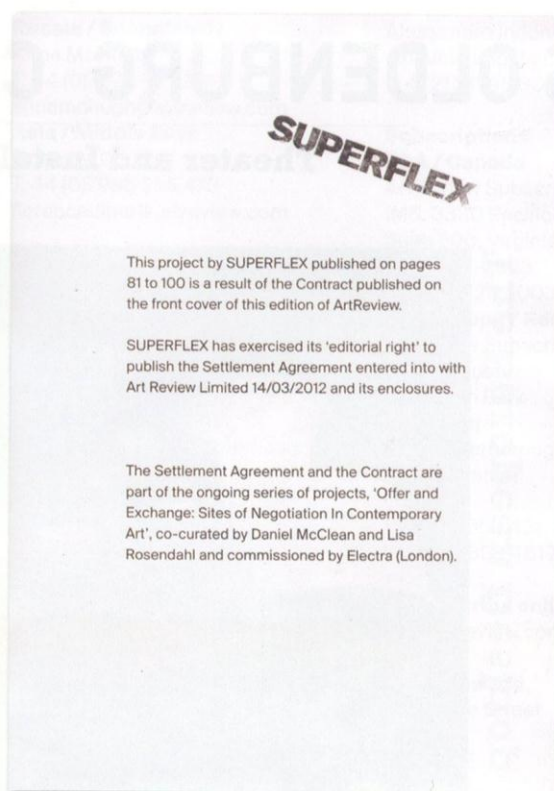 OLDENBURG
Theater and
SUPERFLEX
This project by SUPERFLEX published on pages
81 to 100 is a result of the Contract published on
the front cover of this edition of ArtReview.
SUPERFLEX has exercised its 'editorial right' to
publish the Settlement Agreement entered into with
Art Review Limited 14/03/2012 and its enclosures.
The Settlement Agreement and the Contract are
part of the ongoing series of projects, 'Offer and
Exchange: Sites of Negotiation In Contemporary
Art', co-curated by Daniel McClean and Lisa
Rosendahl and commissioned by Electra (London).